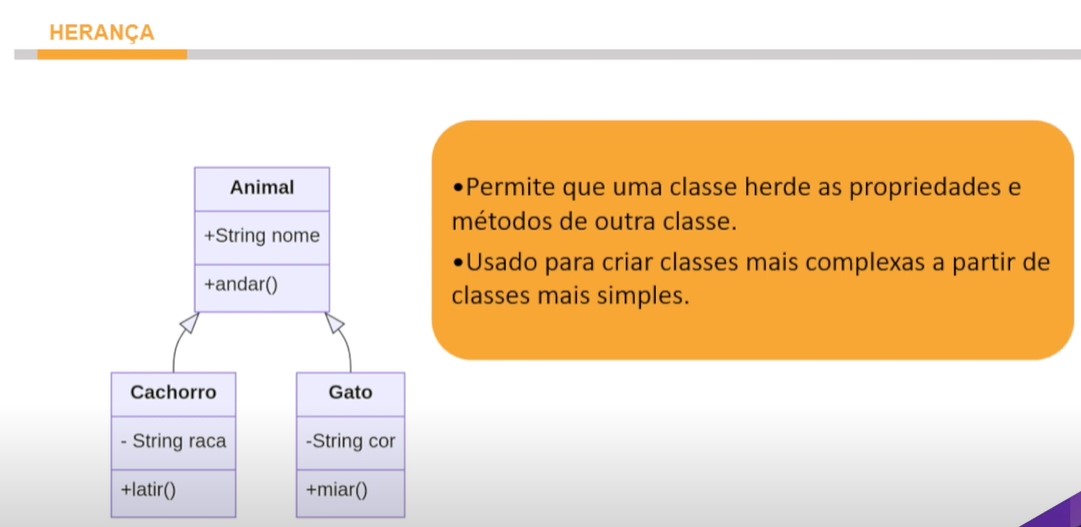 HERANÇA
Animal
+String nome
+andar()
Cachorro
- String raca
+latir()
Gato
-String cor
+miar()
•Permite que uma classe herde as propriedades e
métodos de outra classe.
•Usado para criar classes mais complexas a partir de
classes mais simples.